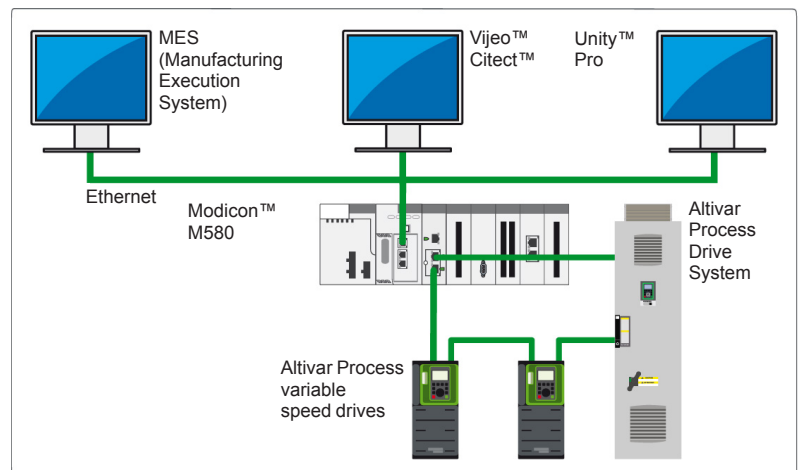 MES
(Manufacturing
Execution
System)
Vijeo™
Citect™
Unity™
Pro
Ethernet
Modicon™
M580
Altivar
Process
Drive
System
Altivar Process
variable
speed drives